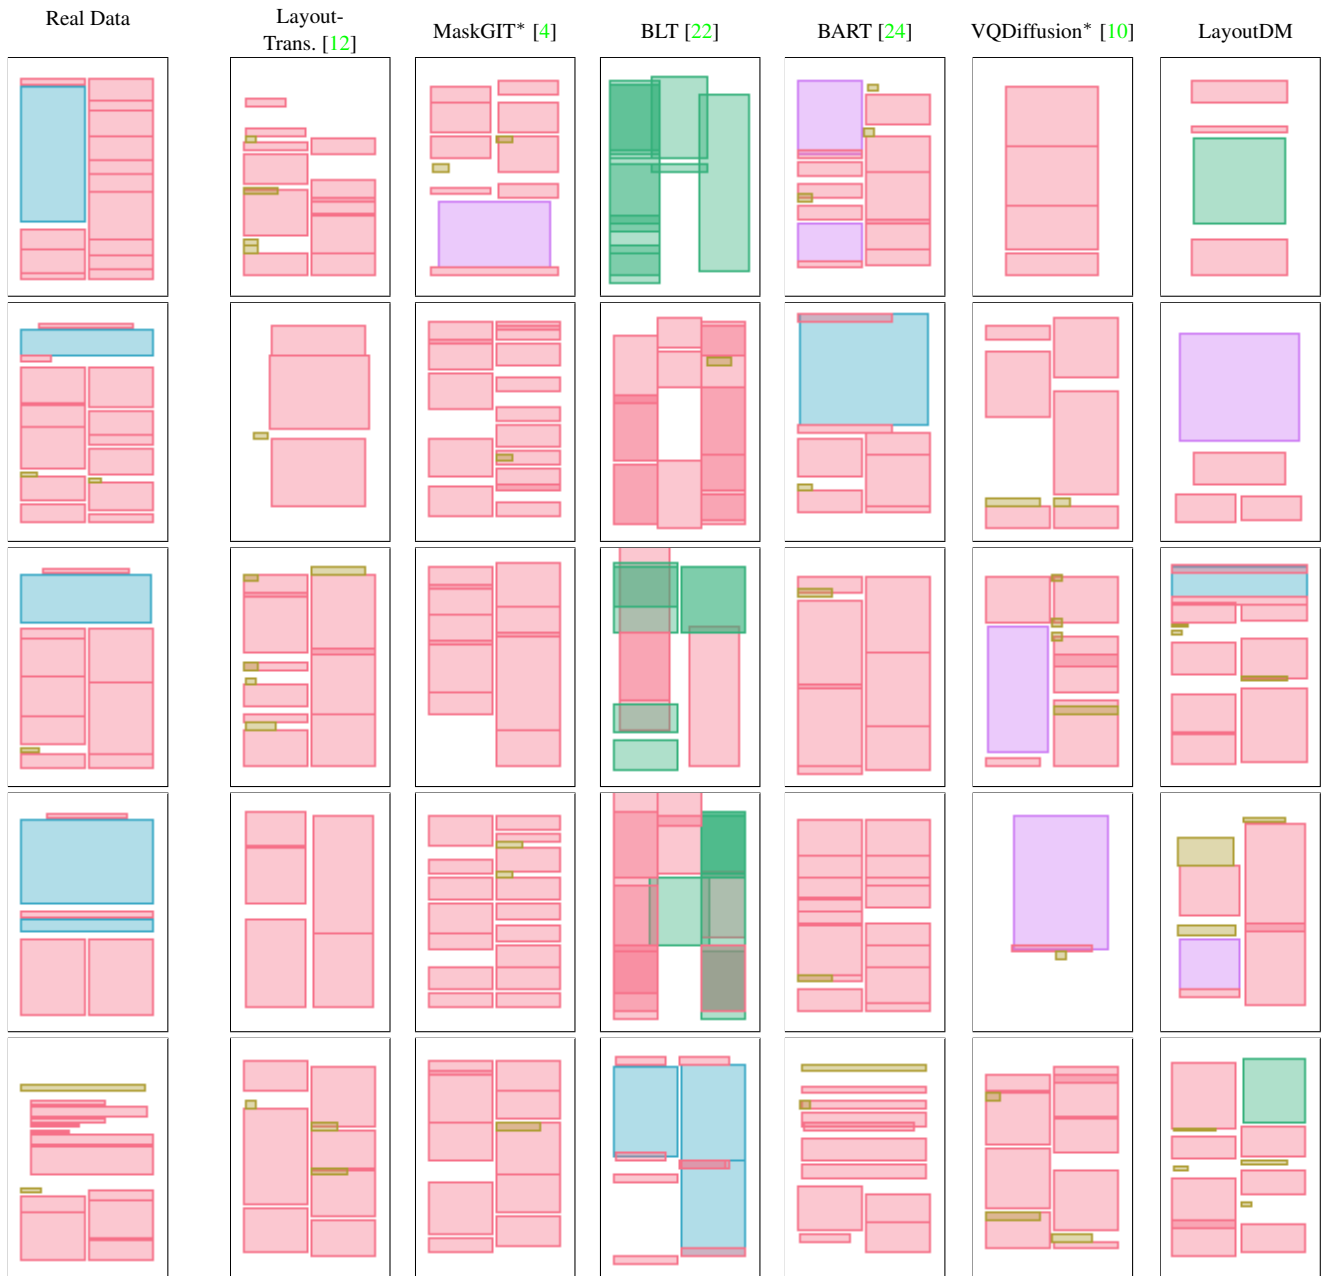 Real Data
Layout-
Trans. [12]
MaskGIT* [4]
BLT [22]
BART [24]
VQDiffusion* [10]
LayoutDM